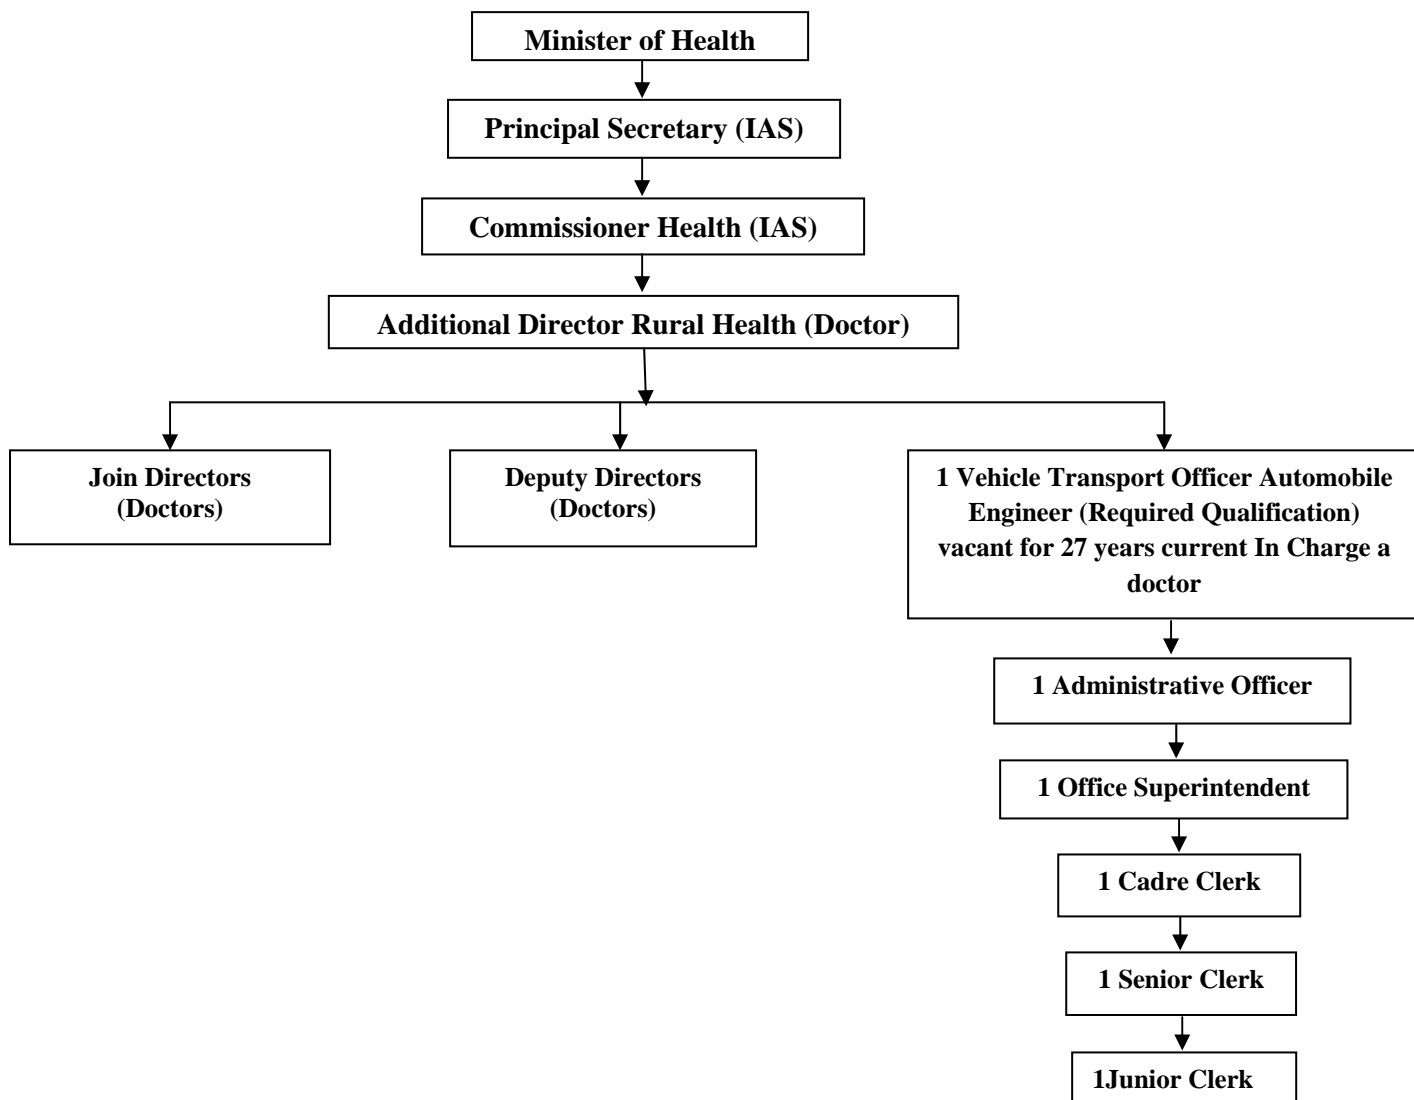 Minister of Health
Principal Secretary (IAS)
Commissioner Health (IAS)
Additional Director Rural Health (Doctor)
Join Directors
(Doctors)
Deputy Directors
(Doctors)
1 Vehicle Transport Officer Automobile
Engineer (Required Qualification)
vacant for 27 years current In Charge a
doctor
1 Administrative Officer
1 Office Superintendent
1 Cadre Clerk
1 Senior Clerk
1Junior Clerk